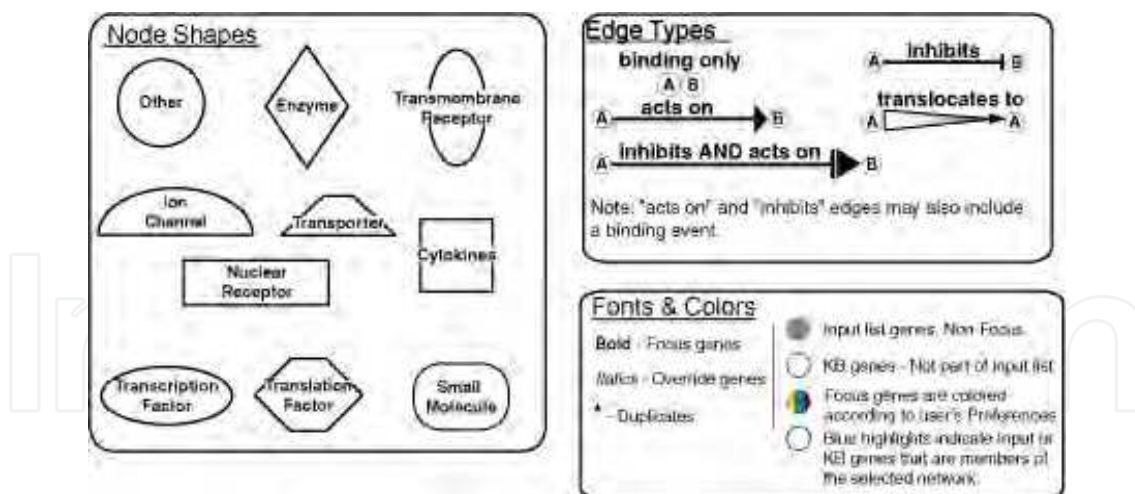 Node Shapes
Other
Enzyme
Transmembrane
Receptor
Ion
Channel
Transporter
Cytokines
Nuclear
Receptor
Transcription
Factor
Translation
Factor
Small
Molecule
Edge Types
binding only
A B
acts on
A B
inhibits AND acts on
A B
inhibits
A B
translocates to
A A
Note: "acts on" and "inhibits" edges may also include
a binding event.
Fonts & Colors
Bold - Focus genes
Italics - Override genes
* - Duplicates
Input list genes, Non Focus.
KB genes - Not part of input list
Focus genes are colored
according to user's Preferences
Blue highlights indicate input or
KB genes that are members of
the selected network.